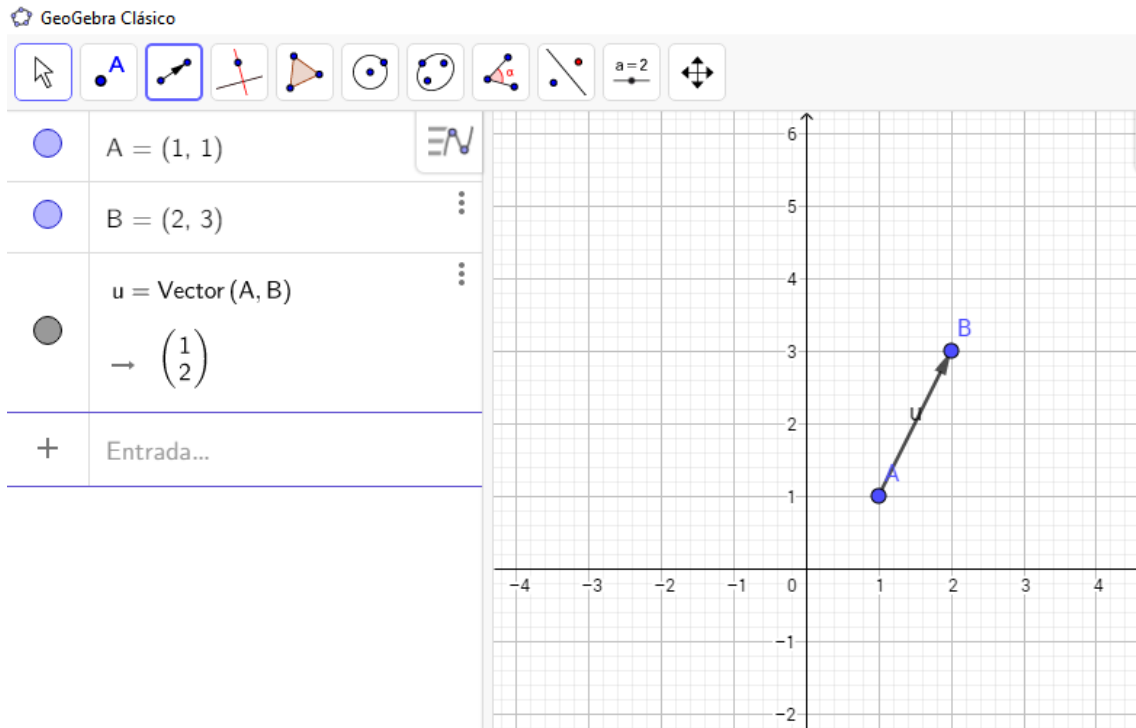 GeoGebra Clásico
A
α
a=2
A = (1, 1)
B = (2, 3)
u = Vector (A, B)
→ (1
2)
+ Entrada...
6
5
4
B
3
u
2
A
1
−4 −3 −2 −1 0 1 2 3 4
−1
−2